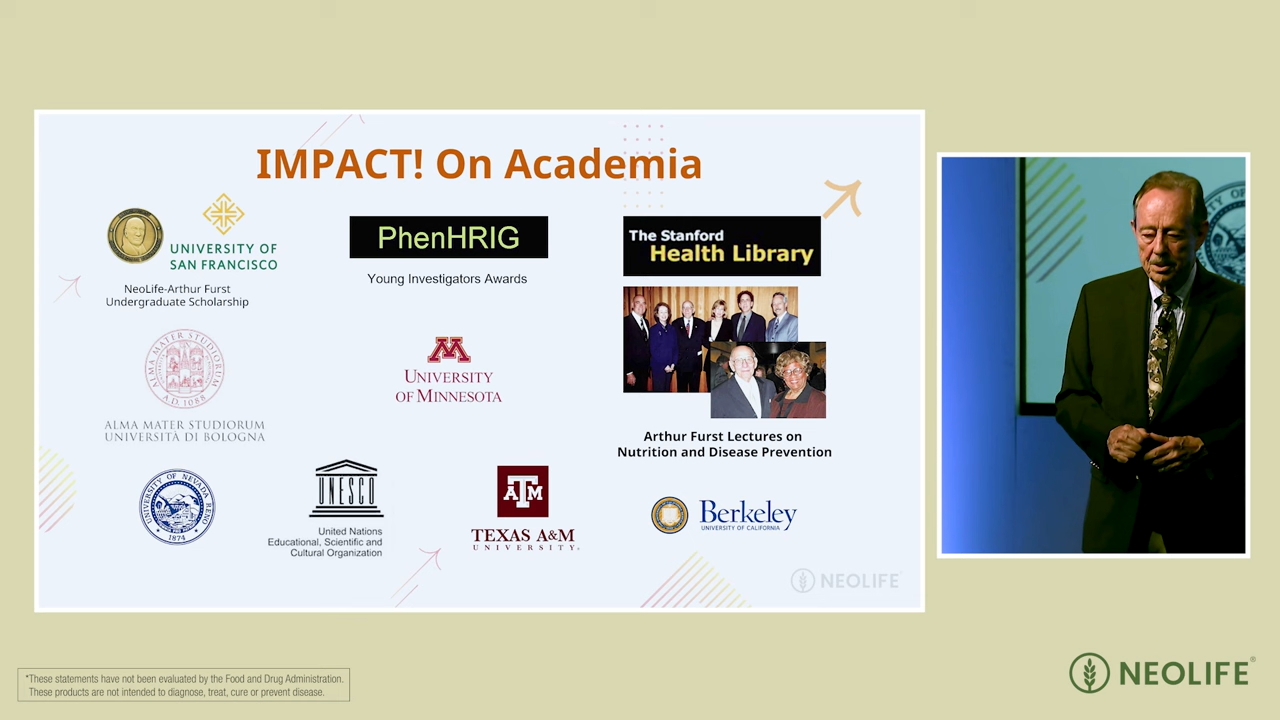 IMPACT! On Academia
UNIVERSITY OF
SAN FRANCISCO
NeoLife-Arthur Furst
Undergraduate Scholarship
PhenHRIG
Young Investigators Awards
The Stanford
Health Library
ALMA MATER STUDIORUM
A.D. 1088
ALMA MATER STUDIORUM
UNIVERSITÀ DI BOLOGNA
M
UNIVERSITY
OF MINNESOTA
Arthur Furst Lectures on
Nutrition and Disease Prevention
UNIVERSITY OF NEVADA RENO
1874
UNESCO
United Nations
Educational, Scientific and
Cultural Organization
ATM
TEXAS A&M
UNIVERSITY®
Berkeley
UNIVERSITY OF CALIFORNIA
NEOLIFE®
*These statements have not been evaluated by the Food and Drug Administration.
These products are not intended to diagnose, treat, cure or prevent disease.
NEOLIFE®